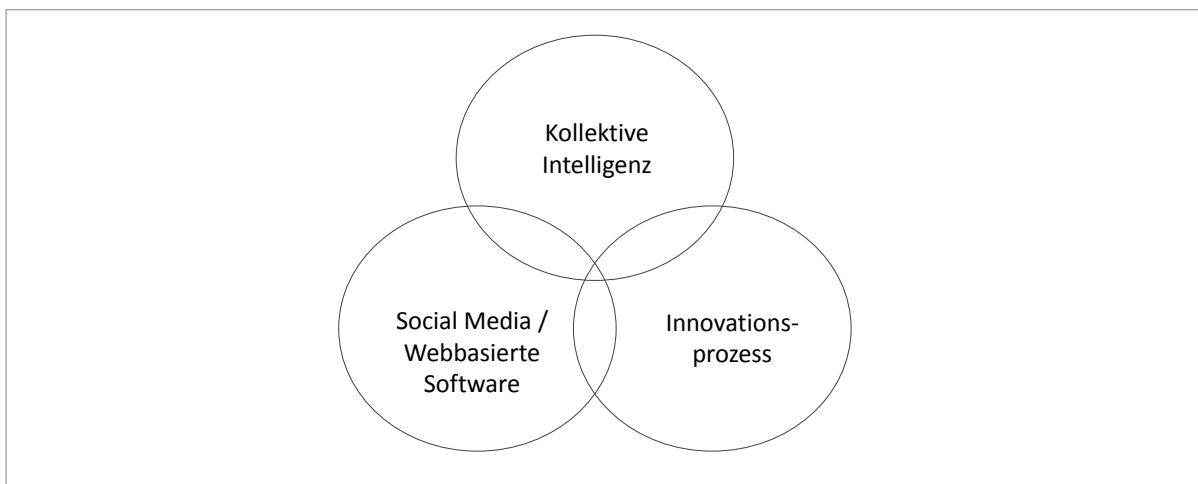 Kollektive
Intelligenz
Social Media /
Webbasierte
Software
Innovations-
prozess